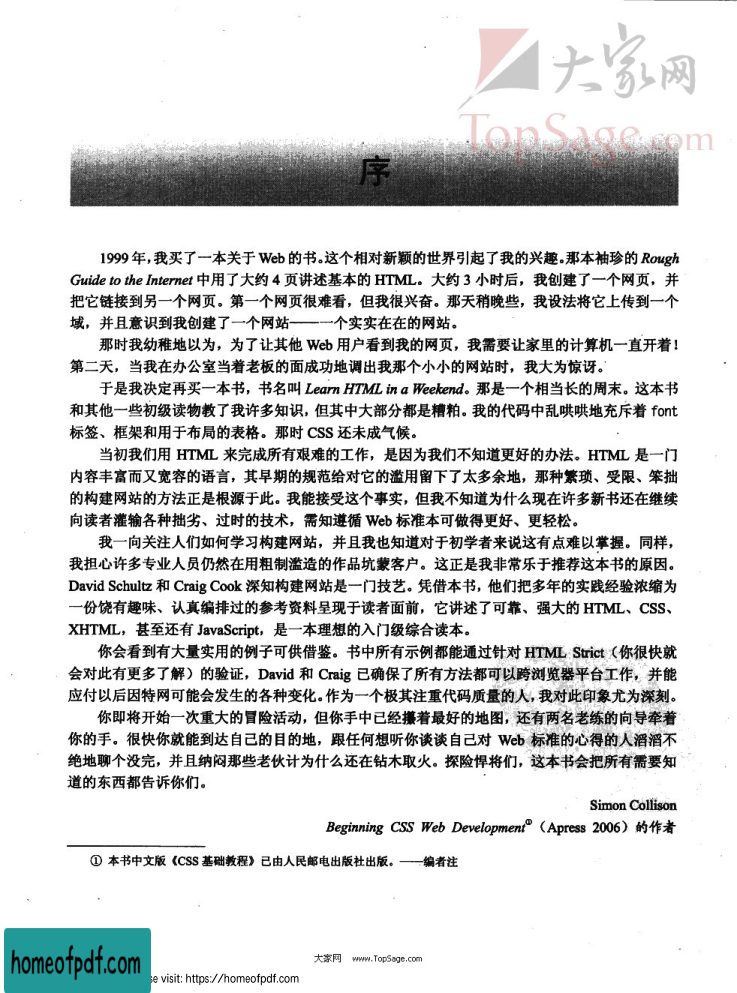 大家网
TopSage.com
序
1999 年，我买了一本关于 Web 的书。这个相对新颖的世界引起了我的兴趣。那本袖珍的 Rough
Guide to the Internet 中用了大约 4 页讲述基本的 HTML。大约 3 小时后，我创建了一个网页，并
把它链接到另一个网页。第一个网页很难看，但我很兴奋。那天稍晚些，我设法将它上传到一个
域，并且意识到我创建了一个网站——一个实实在在的网站。
那时我幼稚地以为，为了让其他 Web 用户看到我的网页，我需要让家里的计算机一直开着！
第二天，当我在办公室当着老板的面成功地调出我那个小小的网站时，我大为惊讶。
于是我决定再买一本书，书名叫 Learn HTML in a Weekend。那是一个相当长的周末。这本书
和其他一些初级读物教了我许多知识，但其中大部分都是糟粕。我的代码中乱哄哄地充斥着 font
标签、框架和用于布局的表格。那时 CSS 还未成气候。
当初我们用 HTML 来完成所有艰难的工作，是因为我们不知道更好的办法。HTML 是一门
内容丰富而又宽容的语言，其早期的规范给对它的滥用留下了太多余地，那种繁琐、受限、笨拙
的构建网站的方法正是根源于此。我能接受这个事实，但我不知道为什么现在许多新书还在继续
向读者灌输各种拙劣、过时的技术，需知遵循 Web 标准本可做得更好、更轻松。
我一向关注人们如何学习构建网站，并且我也知道对于初学者来说这有点难以掌握。同样，
我担心许多专业人员仍然在用粗制滥造的作品坑蒙客户。这正是我非常乐于推荐这本书的原因。
David Schultz 和 Craig Cook 深知构建网站是一门技艺。凭借本书，他们把多年的实践经验浓缩为
一份饶有趣味、认真编排过的参考资料呈现于读者面前，它讲述了可靠、强大的 HTML、CSS、
XHTML，甚至还有 JavaScript，是一本理想的入门级综合读本。
你会看到有大量实用的例子可供借鉴。书中所有示例都能通过针对 HTML Strict（你很快就
会对此有更多了解）的验证，David 和 Craig 已确保了所有方法都可以跨浏览器平台工作，并能
应付以后因特网可能会发生的各种变化。作为一个极其注重代码质量的人，我对此印象尤为深刻。
你即将开始一次重大的冒险活动，但你手中已经攥着最好的地图，还有两名老练的向导牵着
你的手。很快你就能到达自己的目的地，跟任何想听你谈谈自己对 Web 标准的心得的人滔滔不
绝地聊个没完，并且纳闷那些老伙计为什么还在钻木取火。探险悍将们，这本书会把所有需要知
道的东西都告诉你们。
Simon Collison
Beginning CSS Web Development①（Apress 2006）的作者
① 本书中文版《CSS 基础教程》已由人民邮电出版社出版。——编者注
大家网 www.TopSage.com
homeofpdf.com
se visit: https://homeofpdf.com